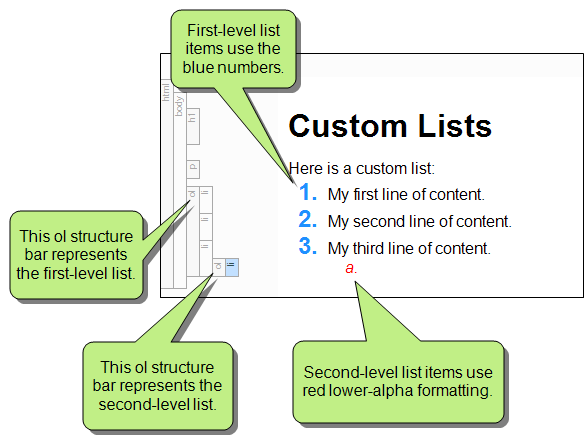 First-level list
items use the
blue numbers.
html
body
h1
p
ol
li
li
li
ol
li
Custom Lists
Here is a custom list:
1. My first line of content.
2. My second line of content.
3. My third line of content.
a.
This ol structure
bar represents
the first-level list.
This ol structure
bar represents the
second-level list.
Second-level list items use
red lower-alpha formatting.